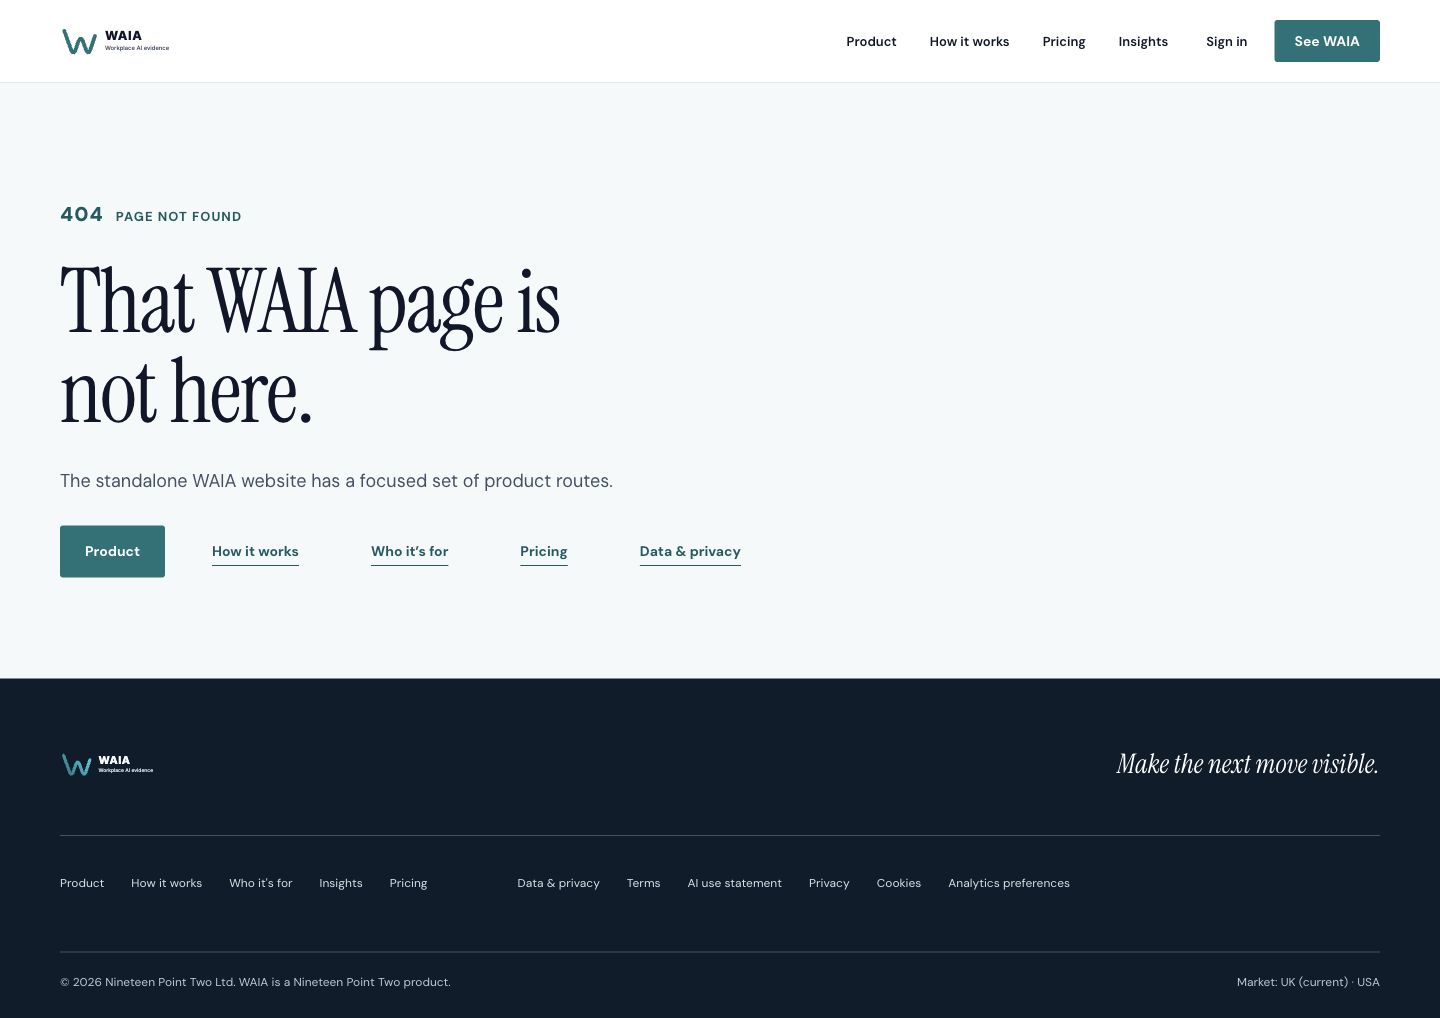 WAIA
Workplace AI evidence
Product How it works Pricing Insights Sign in See WAIA
404 PAGE NOT FOUND
That WAIA page is
not here.
The standalone WAIA website has a focused set of product routes.
Product How it works Who it’s for Pricing Data & privacy
WAIA
Workplace AI evidence
Make the next move visible.
Product How it works Who it's for Insights Pricing Data & privacy Terms AI use statement Privacy Cookies Analytics preferences
© 2026 Nineteen Point Two Ltd. WAIA is a Nineteen Point Two product. Market: UK (current) · USA